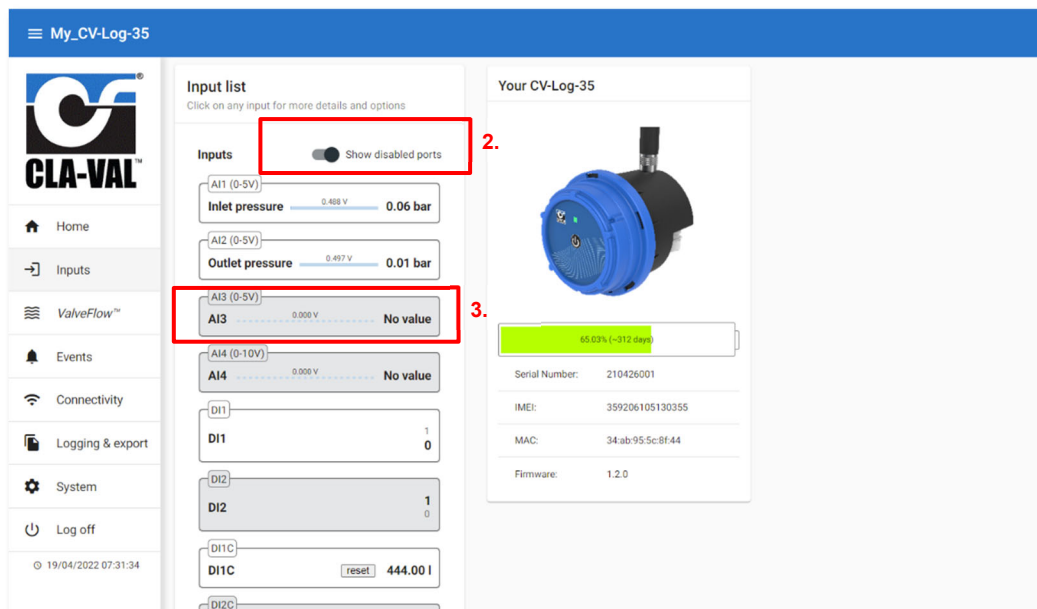 My_CV-Log-35
CLA-VAL™
Home
Inputs
ValveFlow™
Events
Connectivity
Logging & export
System
Log off
19/04/2022 07:31:34
Input list
Click on any input for more details and options
Inputs
Show disabled ports
2.
AI1 (0-5V)
Inlet pressure 0.488 V 0.06 bar
AI2 (0-5V)
Outlet pressure 0.497 V 0.01 bar
AI3 (0-5V)
AI3 0.000 V No value
3.
AI4 (0-10V)
AI4 0.000 V No value
DI1
1
DI1
0
DI2
1
DI2
0
DI1C
DI1C reset 444.00 l
DI2C
Your CV-Log-35
65.03% (~312 days)
Serial Number: 210426001
IMEI: 359206105130355
MAC: 34:ab:95:5c:8f:44
Firmware: 1.2.0